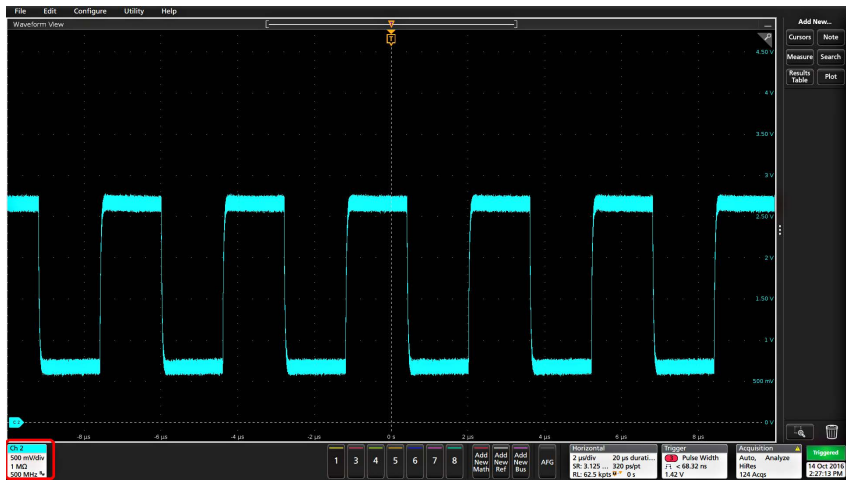 File Edit Configure Utility Help
Waveform View
Add New...
Cursors Note
Measure Search
Results Table Plot
T
4.50 V
4 V
3.50 V
3 V
2.50 V
2 V
1.50 V
1 V
500 mV
0 V
-8 µs -6 µs -4 µs -2 µs 0 s 2 µs 4 µs 6 µs 8 µs
Ch 2
500 mV/div
1 MΩ
500 MHz
1 2 3 4 5 6 7 8
Add New Math
Add New Ref
Add New Bus
AFG
Horizontal
2 µs/div 20 µs durati...
SR: 3.125 ... 320 ps/pt
RL: 62.5 kpts 0 s
Trigger
Pulse Width
< 68.32 ns
1.42 V
Acquisition
Auto, Analyze
HiRes
124 Acqs
Triggered
14 Oct 2016
2:27:13 PM